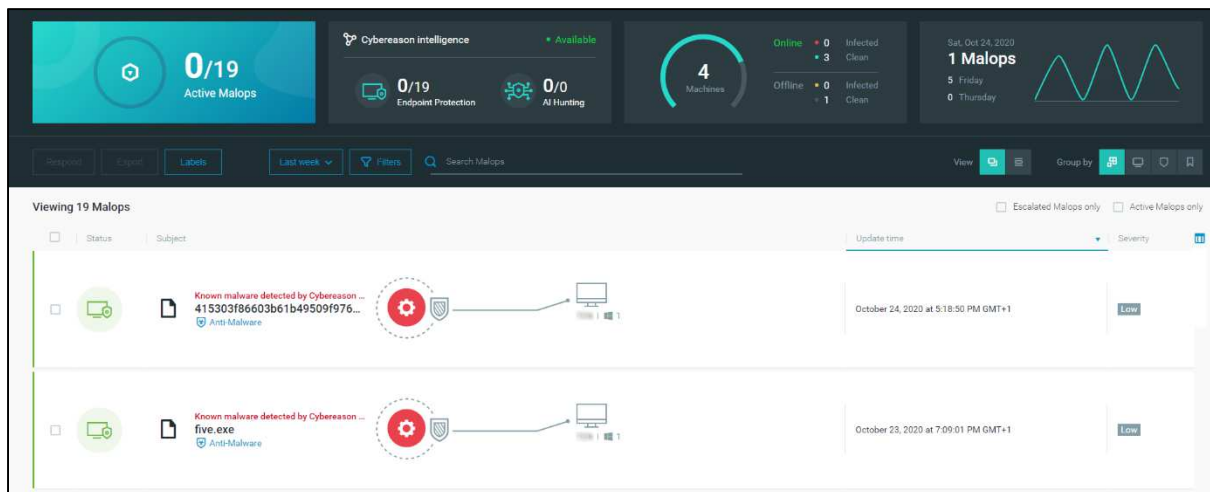 0/19
Active Malops
Cybereason intelligence
Available
0/19
Endpoint Protection
0/0
AI Hunting
4
Machines
Online 0 Infected
3 Clean
Offline 0 Infected
1 Clean
Sat, Oct 24, 2020
1 Malops
5 Friday
0 Thursday
Respond Export Labels Last week Filters Search Malops View Group by
Viewing 19 Malops
Escalated Malops only Active Malops only
Status Subject Update time Severity
Known malware detected by Cybereason ...
415303f86603b61b49509f976...
Anti-Malware
1
October 24, 2020 at 5:18:50 PM GMT+1
Low
Known malware detected by Cybereason ...
five.exe
Anti-Malware
1
October 23, 2020 at 7:09:01 PM GMT+1
Low